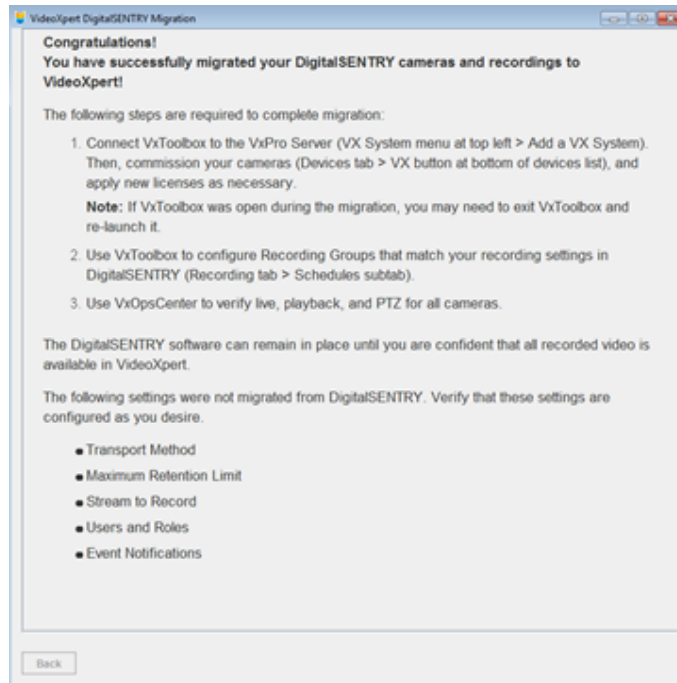 VideoXpert DigitalSENTRY Migration
Congratulations!
You have successfully migrated your DigitalSENTRY cameras and recordings to
VideoXpert!
The following steps are required to complete migration:
1. Connect VxToolbox to the VxPro Server (VX System menu at top left > Add a VX System).
Then, commission your cameras (Devices tab > VX button at bottom of devices list), and
apply new licenses as necessary.
Note: If VxToolbox was open during the migration, you may need to exit VxToolbox and
re-launch it.
2. Use VxToolbox to configure Recording Groups that match your recording settings in
DigitalSENTRY (Recording tab > Schedules subtab).
3. Use VxOpsCenter to verify live, playback, and PTZ for all cameras.
The DigitalSENTRY software can remain in place until you are confident that all recorded video is
available in VideoXpert.
The following settings were not migrated from DigitalSENTRY. Verify that these settings are
configured as you desire.
• Transport Method
• Maximum Retention Limit
• Stream to Record
• Users and Roles
• Event Notifications
Back